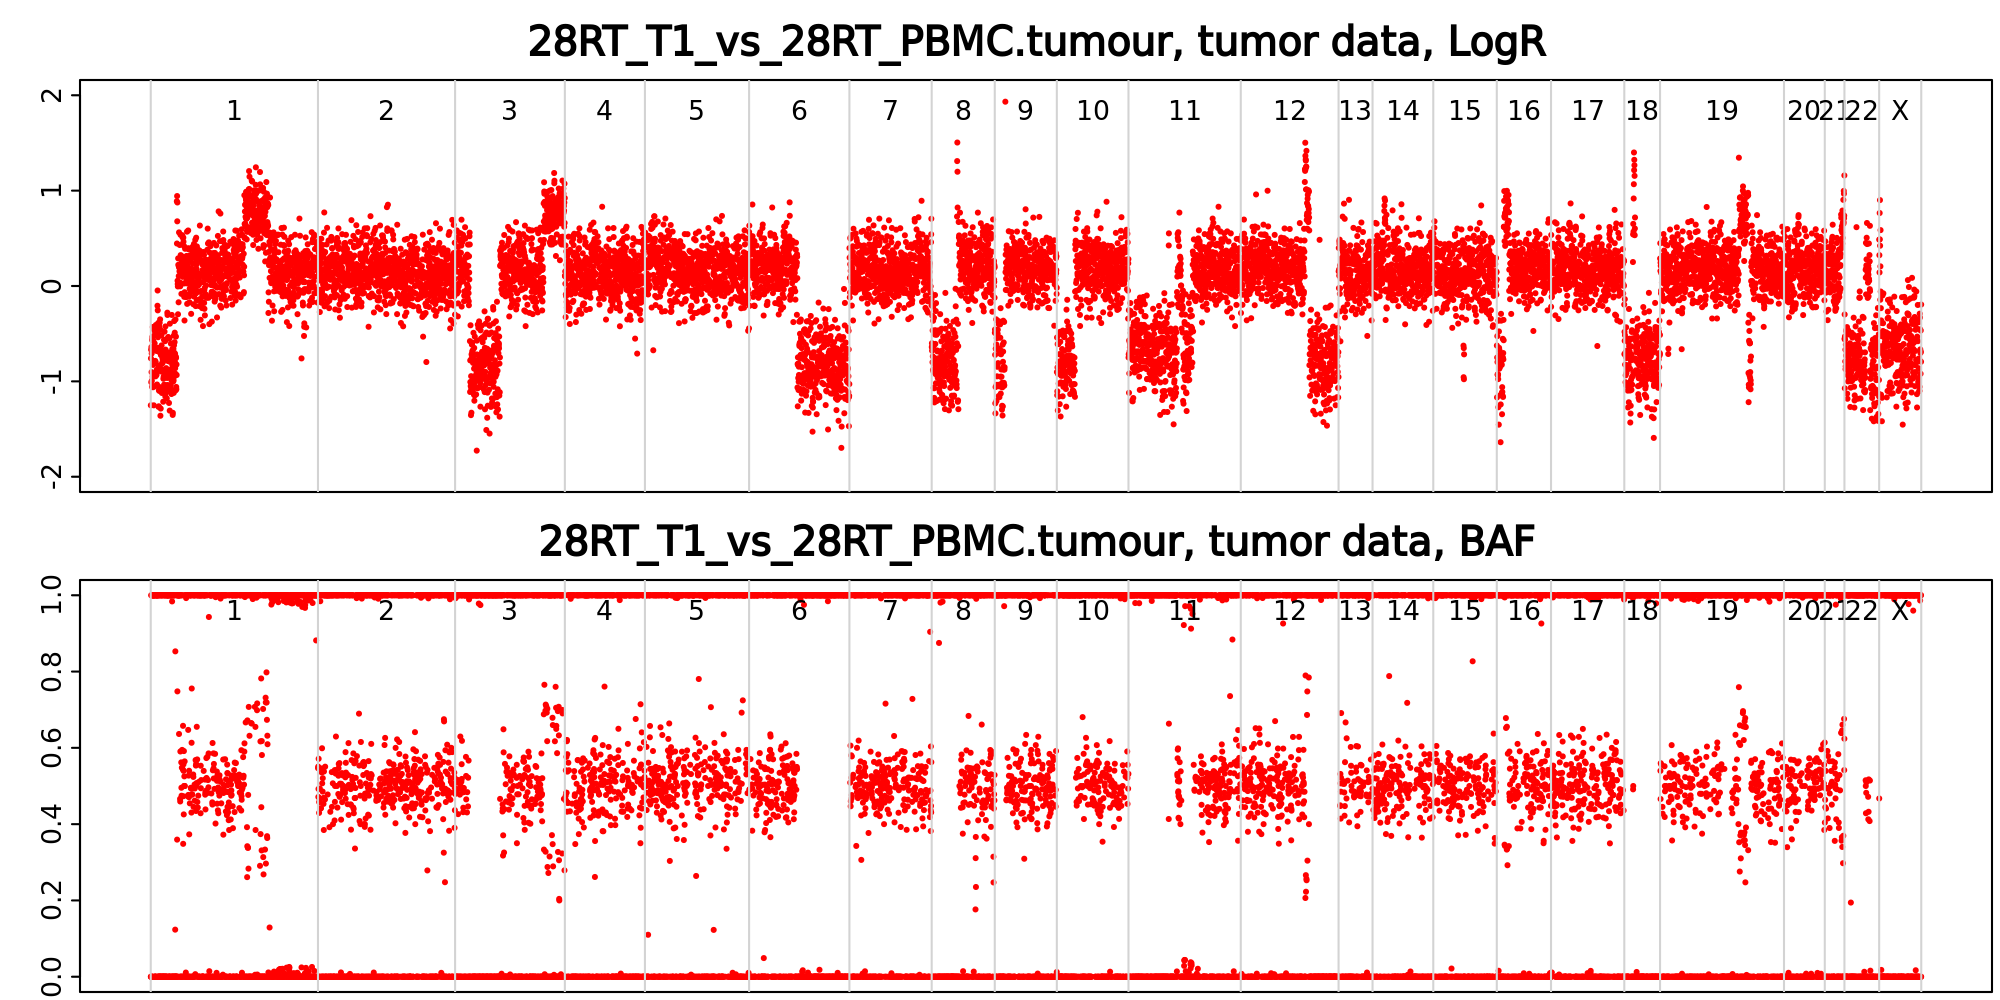 28RT_T1_vs_28RT_PBMC.tumour, tumor data, LogR
2
1
0
-1
-2
1 2 3 4 5 6 7 8 9 10 11 12 13 14 15 16 17 18 19 20 21 22 X
28RT_T1_vs_28RT_PBMC.tumour, tumor data, BAF
1.0
0.8
0.6
0.4
0.2
0.0
1 2 3 4 5 6 7 8 9 10 11 12 13 14 15 16 17 18 19 20 21 22 X